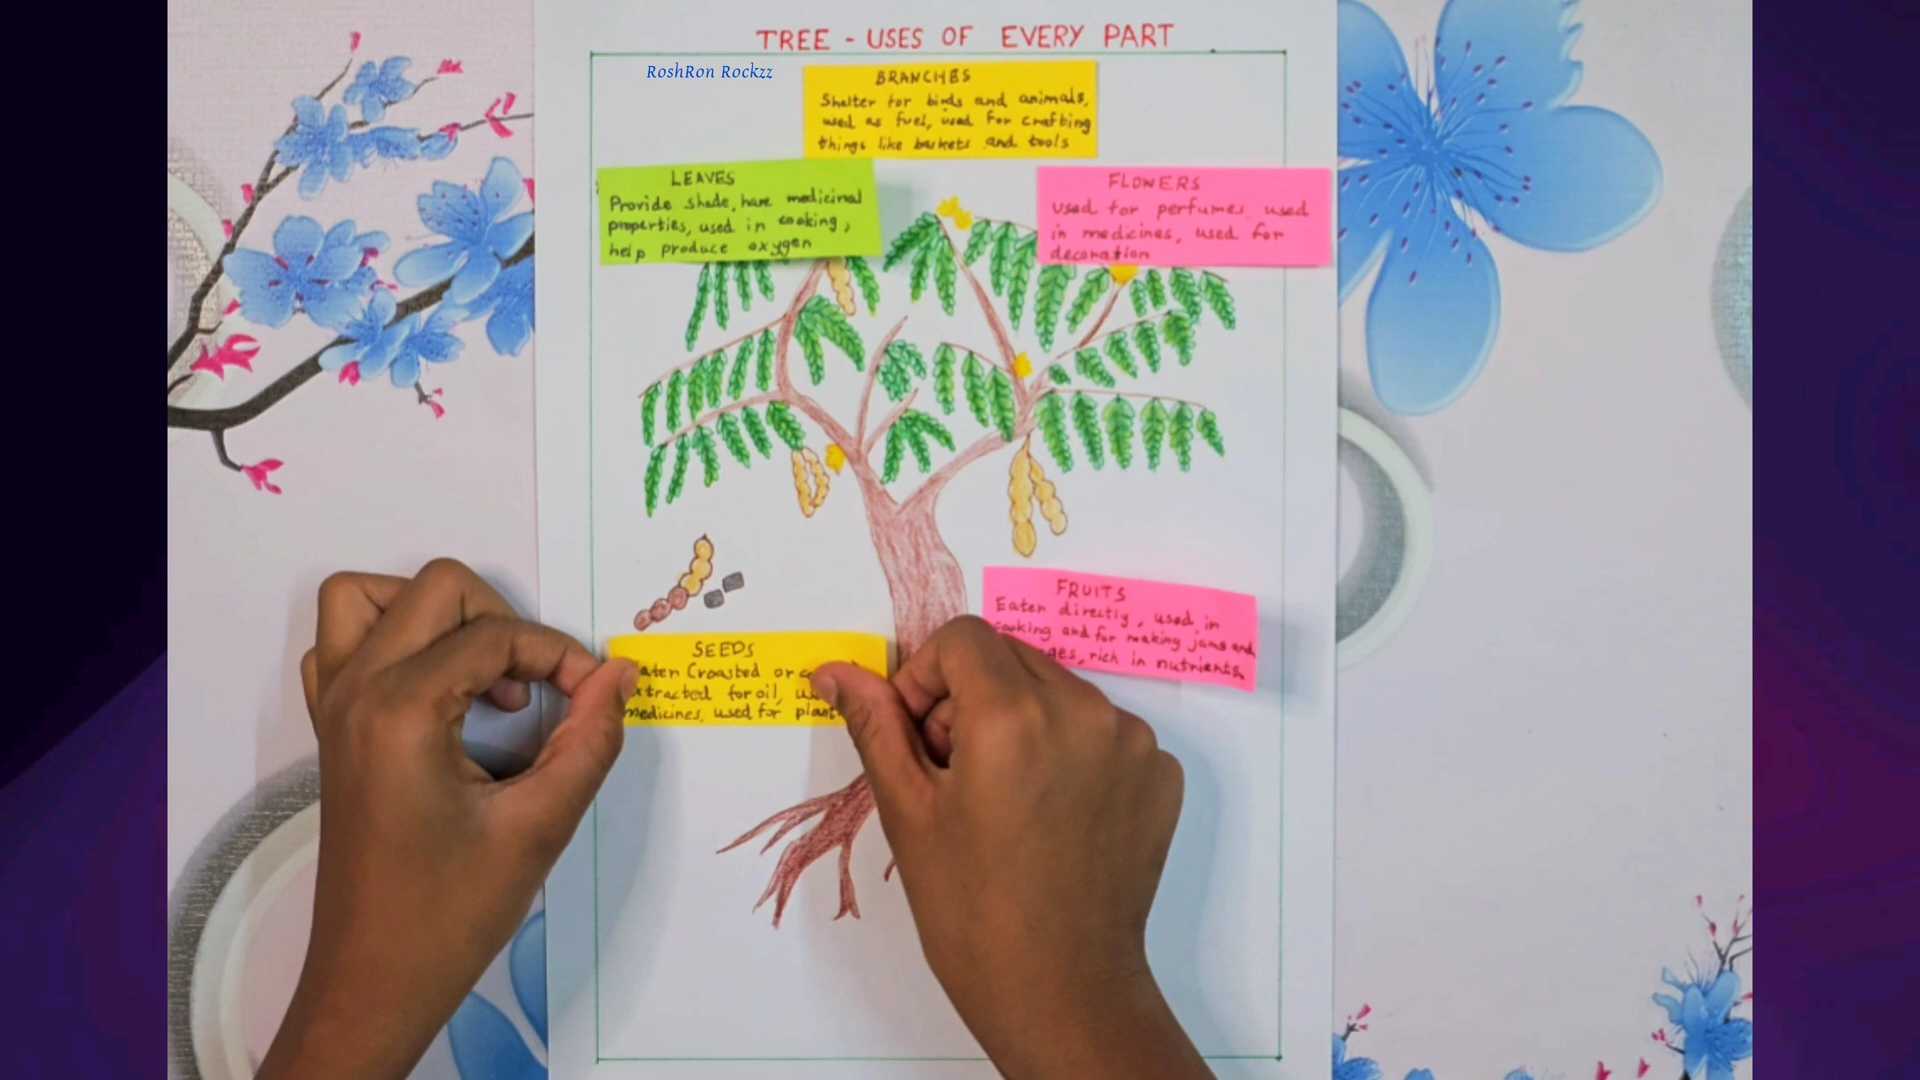 TREE - USES OF EVERY PART
RoshRon Rockzz
BRANCHES
Shelter for birds and animals,
used as fuel, used for crafting
things like baskets and tools
LEAVES
Provide shade, have medicinal
properties, used in cooking,
help produce oxygen
FLOWERS
Used for perfumes, used
in medicines, used for
decoration
FRUITS
Eaten directly, used in
cooking and for making jams and
rich in nutrients.
SEEDS
(roasted or
for oil,
medicines, used for